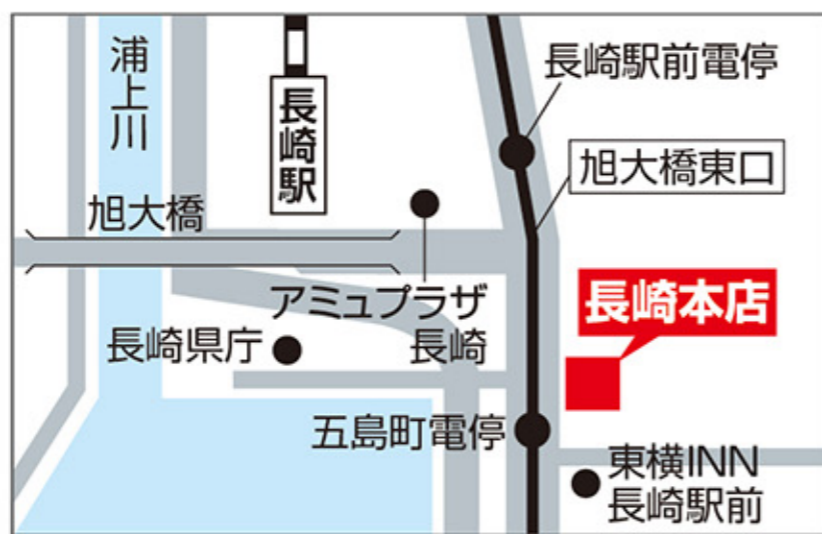 浦上川
長崎駅
長崎駅前電停
旭大橋東口
旭大橋
アミュプラザ
長崎
長崎本店
長崎県庁
五島町電停
東横INN
長崎駅前